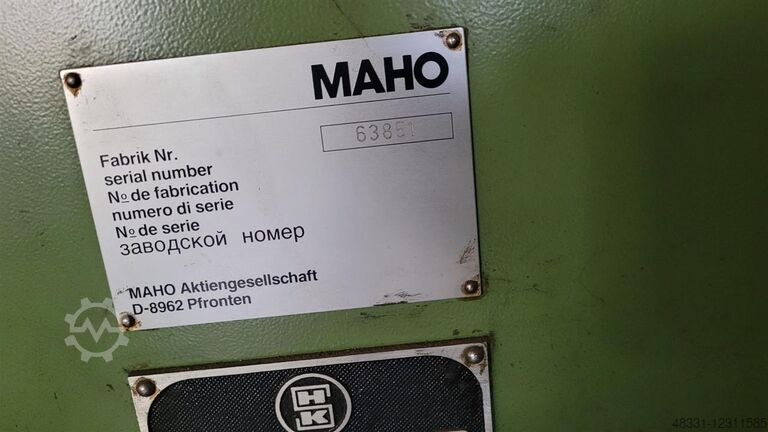 MAHO
63851
Fabrik Nr.
serial number
No de fabrication
numero di serie
No de serie
заводской номер
MAHO Aktiengesellschaft
D-8962 Pfronten
HK
48331-12311585